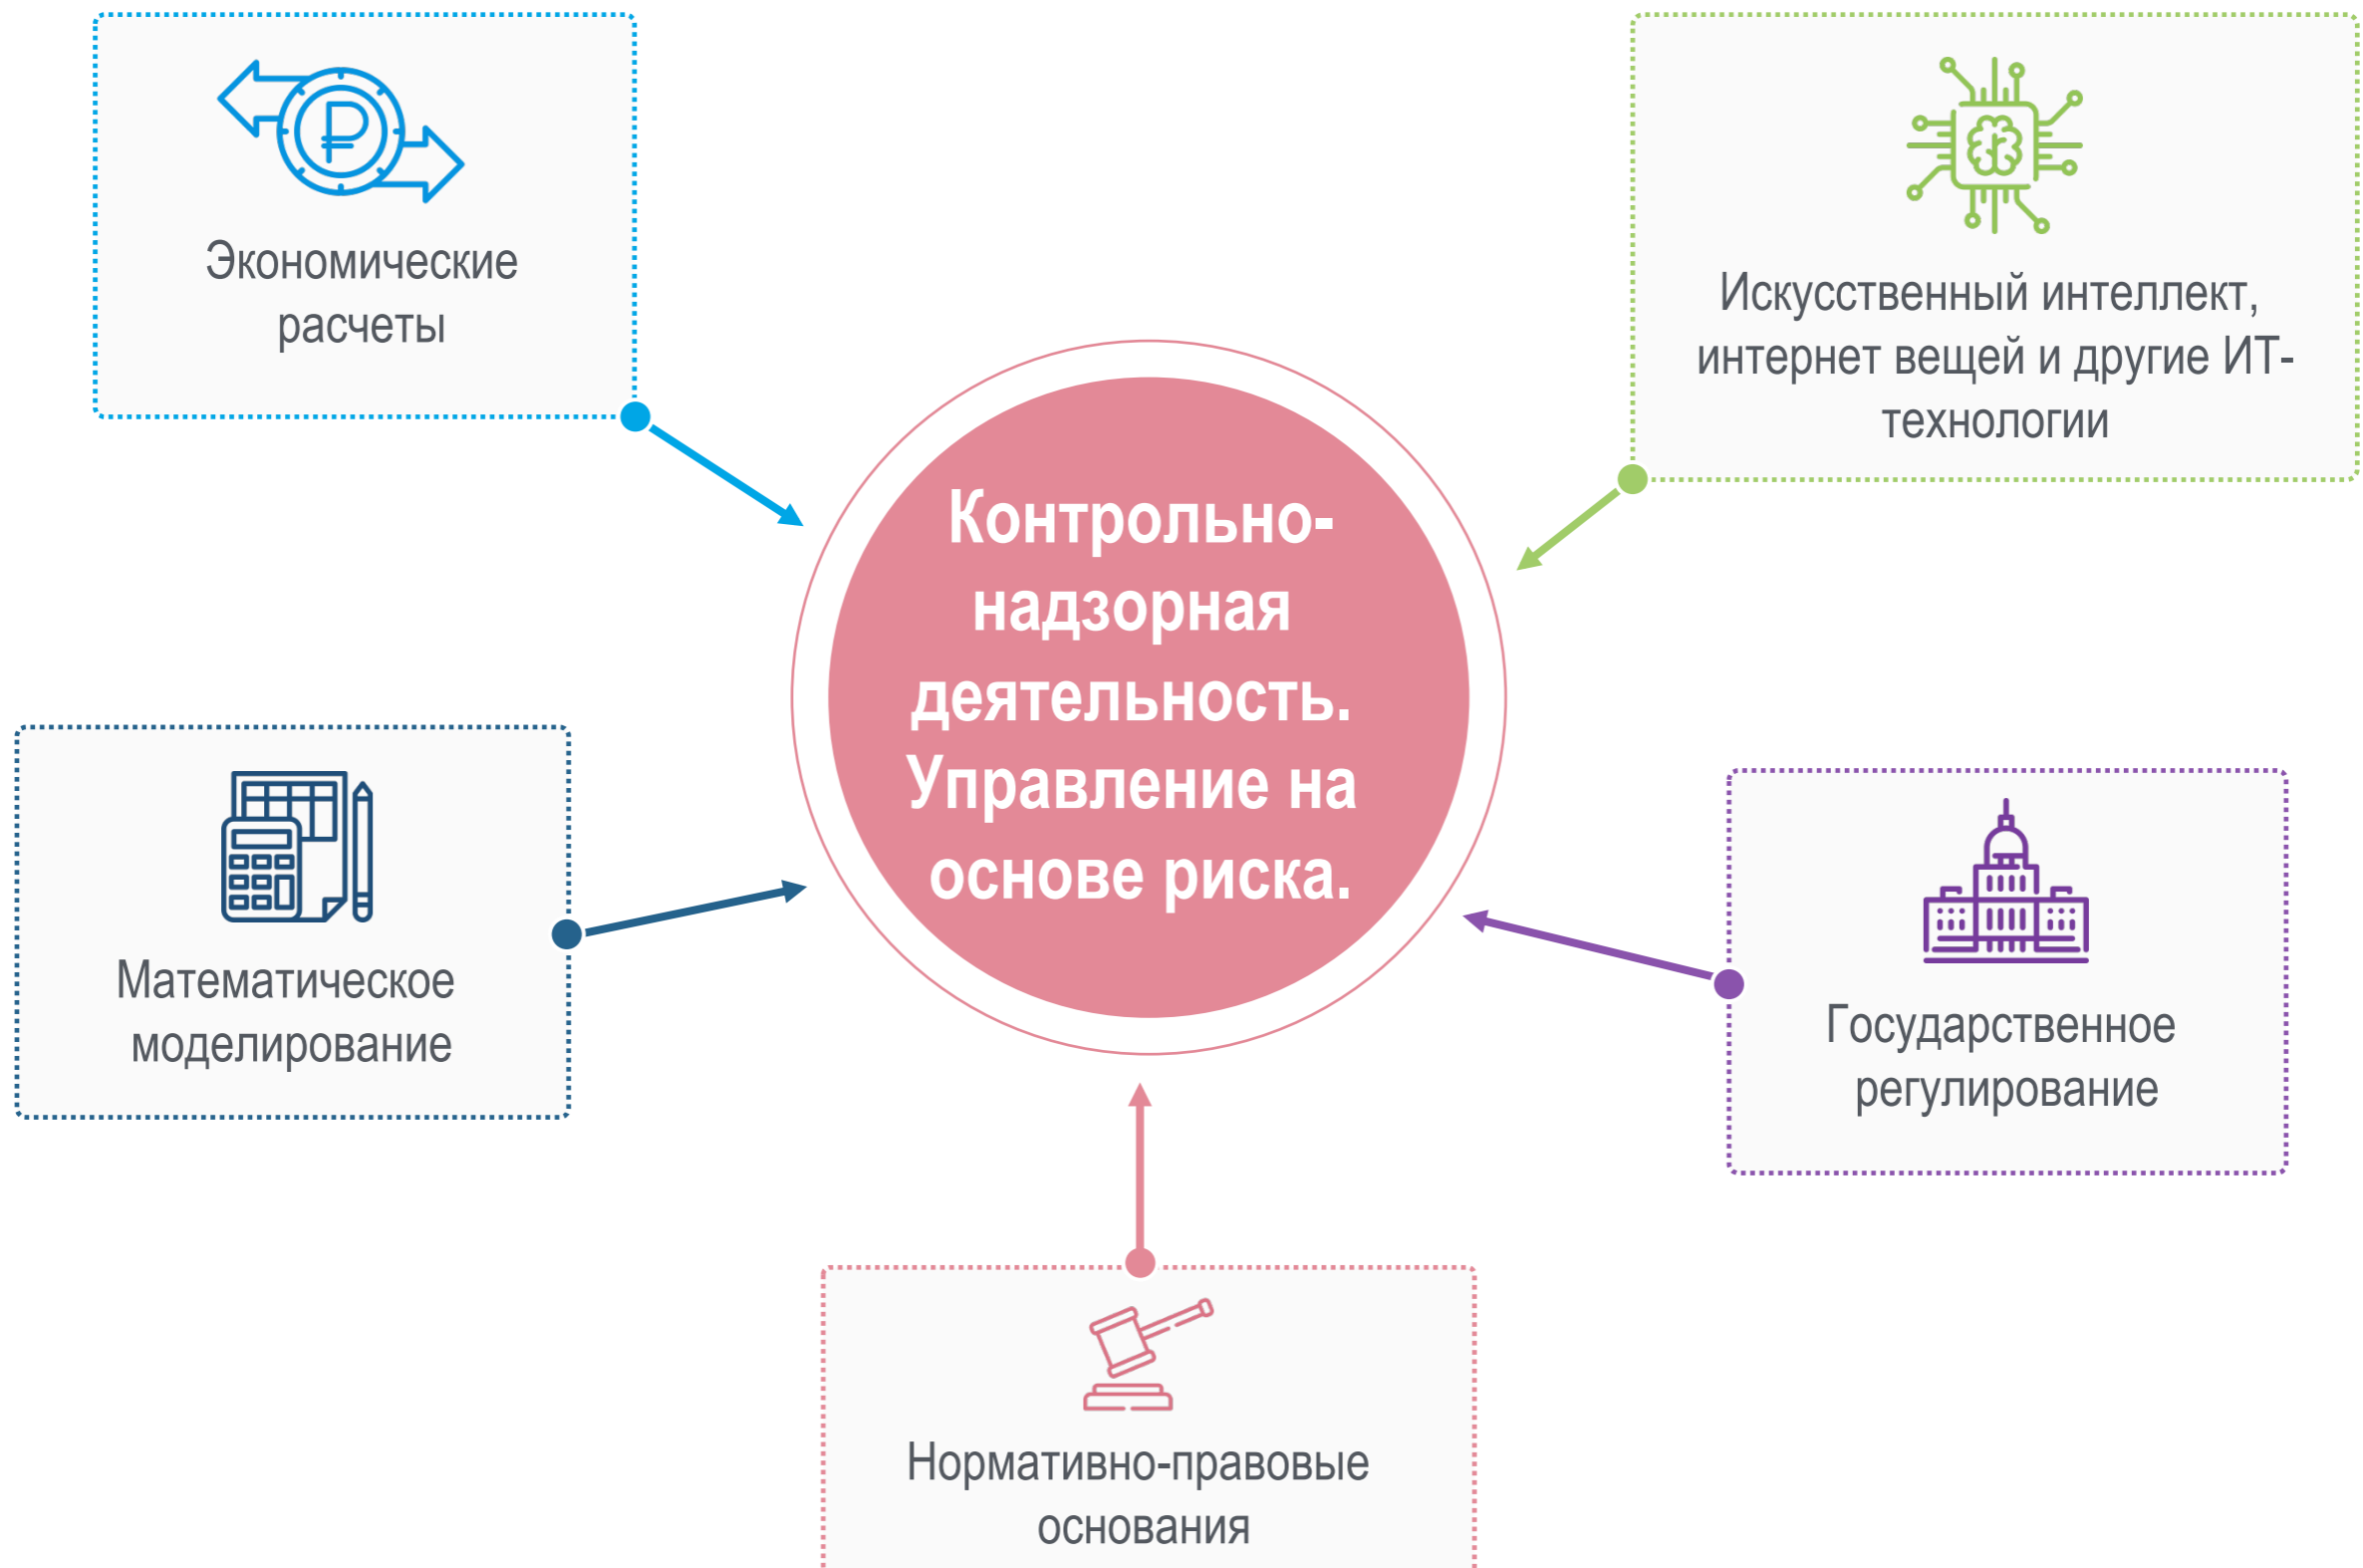 Экономические
расчеты
Искусственный интеллект,
интернет вещей и другие ИТ-
технологии
Контрольно-
надзорная
деятельность.
Управление на
основе риска.
Математическое
моделирование
Государственное
регулирование
Нормативно-правовые
основания